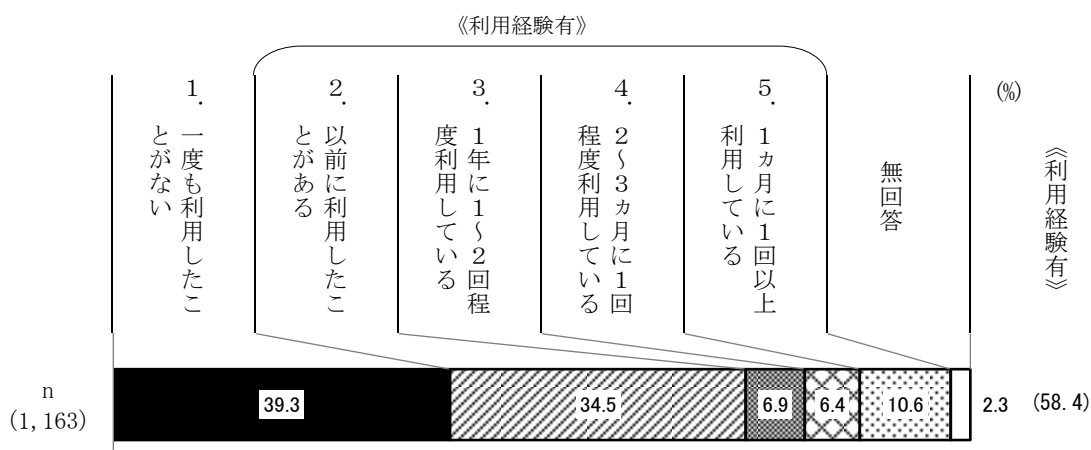 《利用経験有》
1．一度も利用したこ
とがない
2．以前に利用したこ
とがある
3．1年に1～2回程
度利用している
4．2～3ヵ月に1回
程度利用している
5．1ヵ月に1回以上
利用している
無回答
(%)
《利用経験有》
n
(1,163)
39.3
34.5
6.9
6.4
10.6
2.3
(58.4)